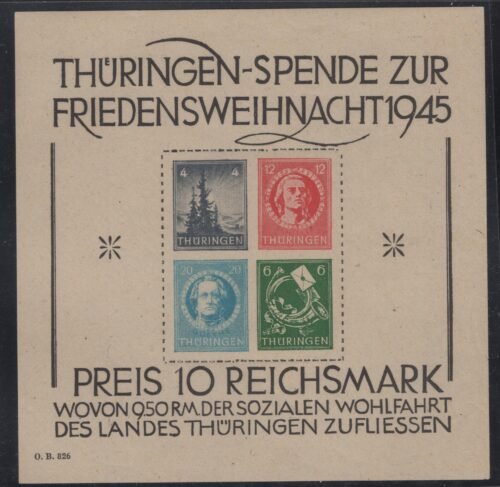 THÜRINGEN-SPENDE ZUR
FRIEDENSWEIHNACHT 1945
4 4
THÜRINGEN
12 12
THÜRINGEN
20 20
THÜRINGEN
6 6
THÜRINGEN
PREIS 10 REICHSMARK
WOVON 9.50 RM. DER SOZIALEN WOHLFAHRT
DES LANDES THÜRINGEN ZUFLIESSEN
O. B. 826